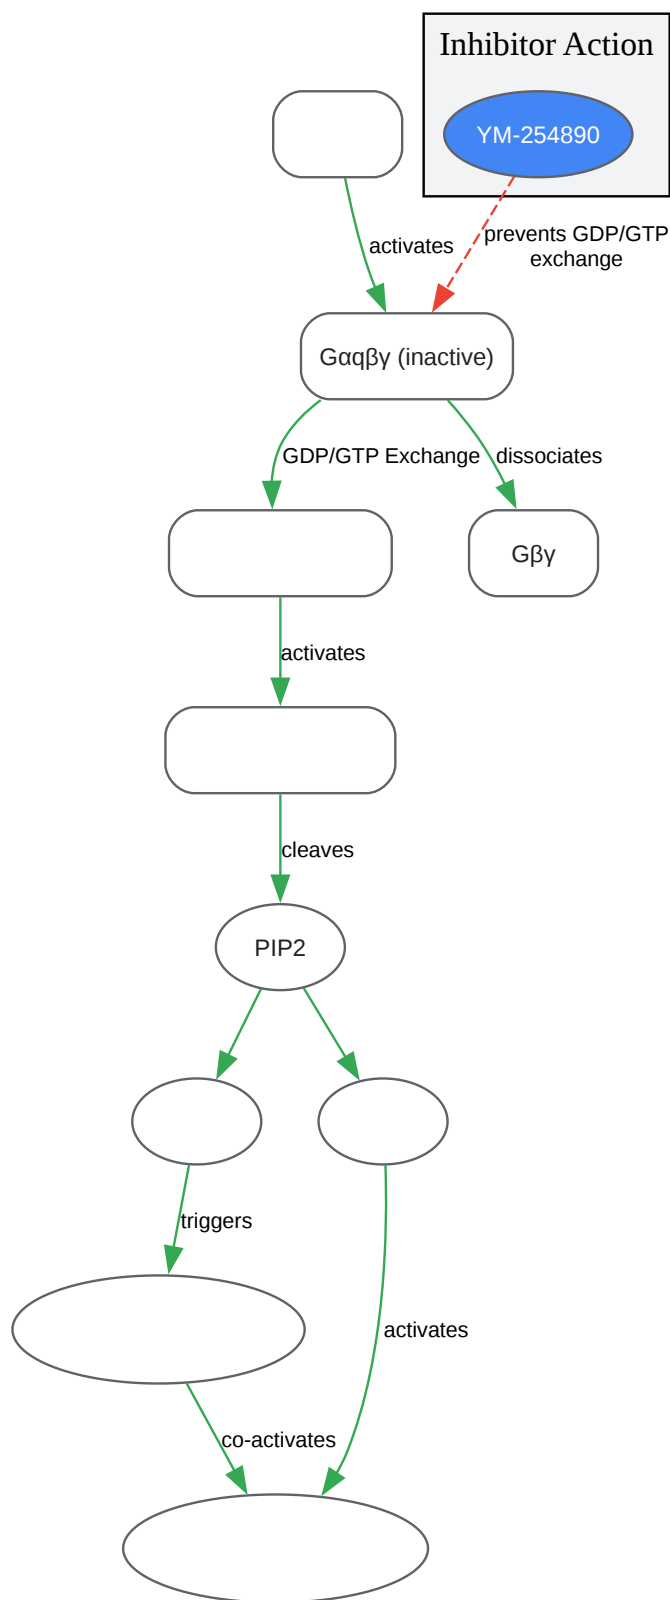 Inhibitor Action
YM-254890
activates
prevents GDP/GTP
exchange
Gαqβγ (inactive)
GDP/GTP Exchange
dissociates
Gβγ
activates
cleaves
PIP2
triggers
activates
co-activates